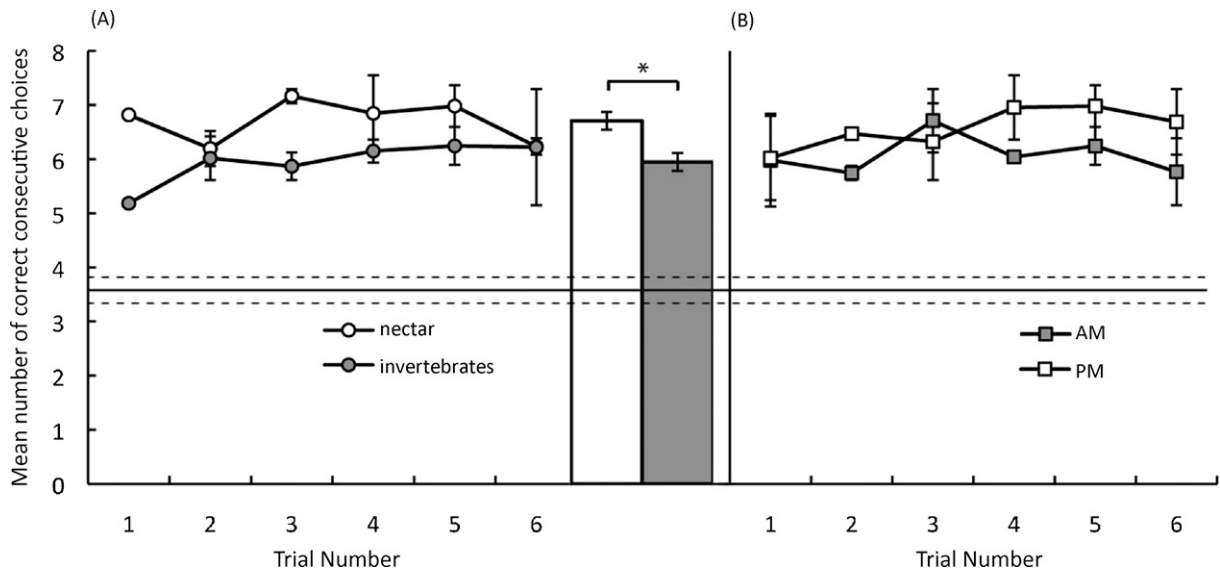 (A)
(B)
Mean number of correct consecutive choices
8
7
6
5
4
3
2
1
0
*
nectar
invertebrates
AM
PM
1 2 3 4 5 6
1 2 3 4 5 6
Trial Number
Trial Number